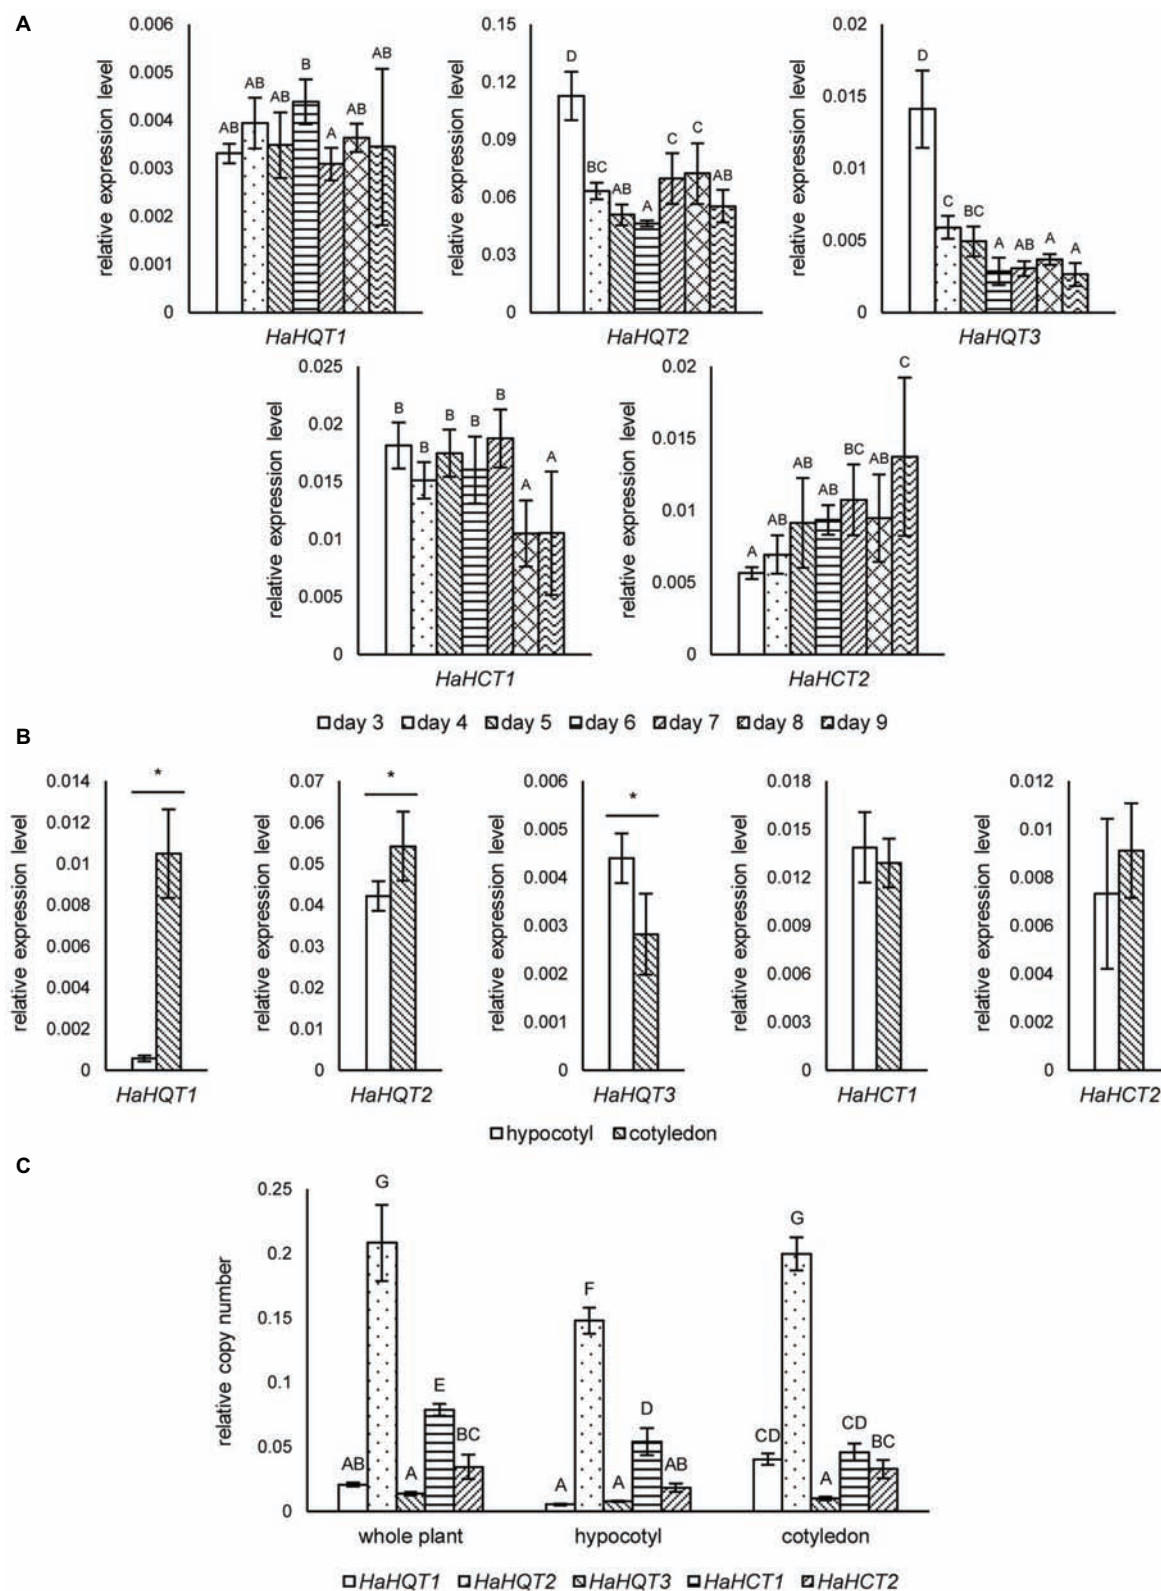 A
0.006
0.005
0.004
0.003
0.002
0.001
0
relative expression level
AB AB AB B A AB AB
HaHQT1
0.15
0.12
0.09
0.06
0.03
0
relative expression level
D BC AB A C C AB
HaHQT2
0.02
0.015
0.01
0.005
0
relative expression level
D C BC A AB A A
HaHQT3
0.025
0.02
0.015
0.01
0.005
0
relative expression level
B B B B B A A
HaHCT1
0.02
0.015
0.01
0.005
0
relative expression level
A AB AB AB BC AB C
HaHCT2
day 3 day 4 day 5 day 6 day 7 day 8 day 9
B
0.014
0.012
0.01
0.008
0.006
0.004
0.002
0
relative expression level
*
HaHQT1
0.07
0.06
0.05
0.04
0.03
0.02
0.01
0
relative expression level
*
HaHQT2
0.006
0.005
0.004
0.003
0.002
0.001
0
relative expression level
*
HaHQT3
0.018
0.015
0.012
0.009
0.006
0.003
0
relative expression level
HaHCT1
0.012
0.01
0.008
0.006
0.004
0.002
0
relative expression level
HaHCT2
hypocotyl cotyledon
C
0.25
0.2
0.15
0.1
0.05
0
relative copy number
AB G A E BC
A F A D AB
CD G A CD BC
whole plant hypocotyl cotyledon
HaHQT1 HaHQT2 HaHQT3 HaHCT1 HaHCT2